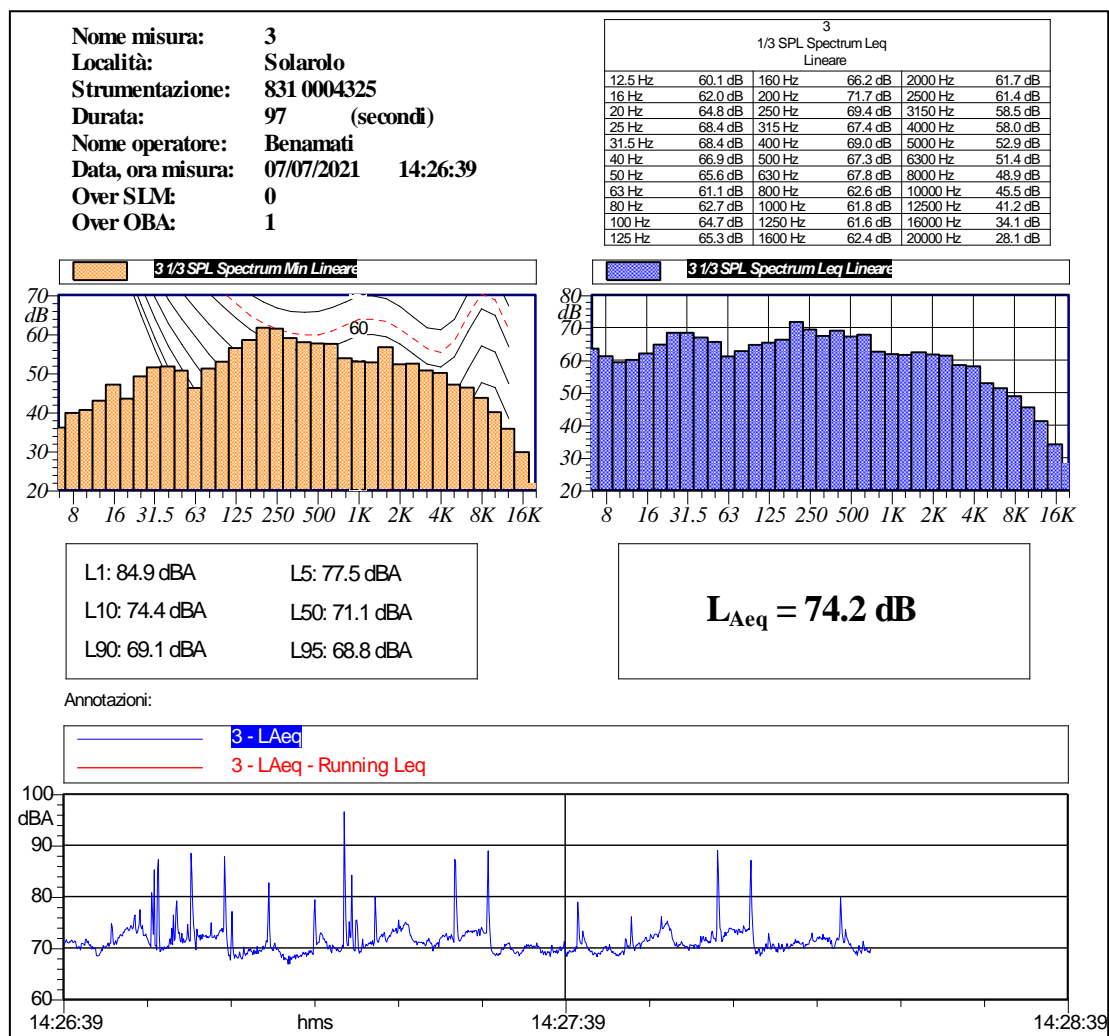 Nome misura: 3
Località: Solarolo
Strumentazione: 831 0004325
Durata: 97 (secondi)
Nome operatore: Benamati
Data, ora misura: 07/07/2021 14:26:39
Over SLM: 0
Over OBA: 1
3
1/3 SPL Spectrum Leq
Lineare
12.5 Hz 60.1 dB 160 Hz 66.2 dB 2000 Hz 61.7 dB
16 Hz 62.0 dB 200 Hz 71.7 dB 2500 Hz 61.4 dB
20 Hz 64.8 dB 250 Hz 69.4 dB 3150 Hz 58.5 dB
25 Hz 68.4 dB 315 Hz 67.4 dB 4000 Hz 58.0 dB
31.5 Hz 68.4 dB 400 Hz 69.0 dB 5000 Hz 52.9 dB
40 Hz 66.9 dB 500 Hz 67.3 dB 6300 Hz 51.4 dB
50 Hz 65.6 dB 630 Hz 67.8 dB 8000 Hz 48.9 dB
63 Hz 61.1 dB 800 Hz 62.6 dB 10000 Hz 45.5 dB
80 Hz 62.7 dB 1000 Hz 61.8 dB 12500 Hz 41.2 dB
100 Hz 64.7 dB 1250 Hz 61.6 dB 16000 Hz 34.1 dB
125 Hz 65.3 dB 1600 Hz 62.4 dB 20000 Hz 28.1 dB
3 1/3 SPL Spectrum Min Lineare
70
dB
60
50
40
30
20
60
8 16 31.5 63 125 250 500 1K 2K 4K 8K 16K
3 1/3 SPL Spectrum Leq Lineare
80
dB
70
60
50
40
30
20
8 16 31.5 63 125 250 500 1K 2K 4K 8K 16K
L1: 84.9 dBA L5: 77.5 dBA
L10: 74.4 dBA L50: 71.1 dBA
L90: 69.1 dBA L95: 68.8 dBA
LAeq = 74.2 dB
Annotazioni:
3 - LAeq
3 - LAeq - Running Leq
100
dBA
90
80
70
60
14:26:39 hms 14:27:39 14:28:39